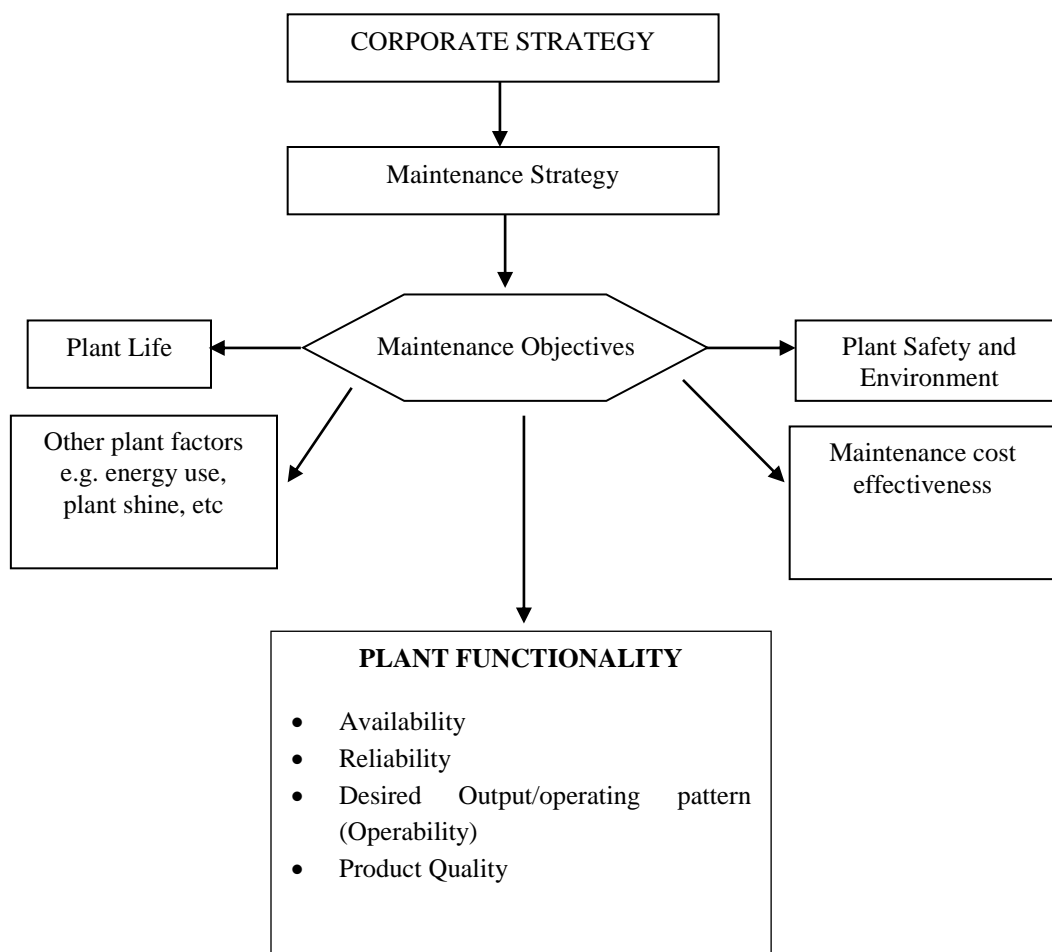 CORPORATE STRATEGY
Maintenance Strategy
Plant Life
Maintenance Objectives
Plant Safety and
Environment
Other plant factors
e.g. energy use,
plant shine, etc
Maintenance cost
effectiveness
PLANT FUNCTIONALITY
• Availability
• Reliability
• Desired Output/operating pattern
(Operability)
• Product Quality